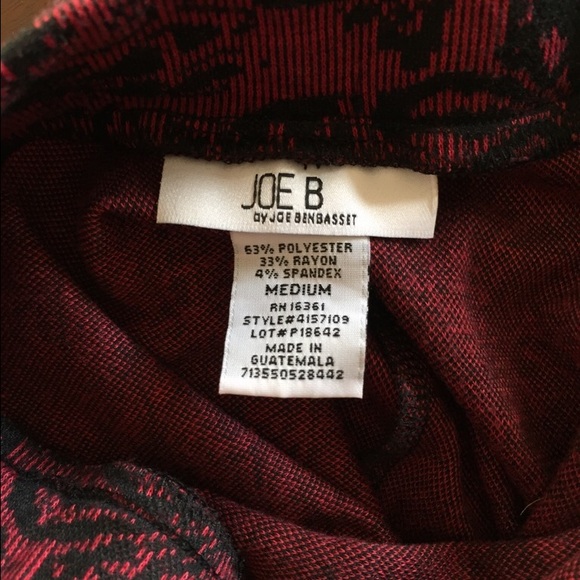 JOE B
by JOE BENBASSET
63% POLYESTER
33% RAYON
4% SPANDEX
MEDIUM
RN 16361
STYLE#4157109
LOT#P18642
MADE IN
GUATEMALA
713550528442